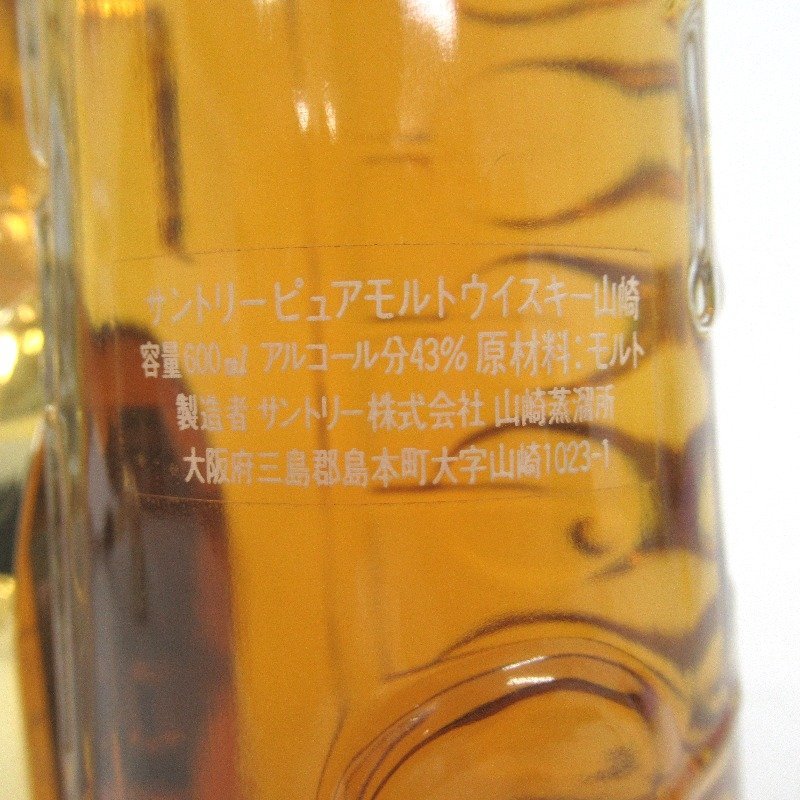 サントリーピュアモルトウイスキー山崎
容量600ml アルコール分43% 原材料:モルト
製造者 サントリー株式会社 山崎蒸溜所
大阪府三島郡島本町大字山崎1023-1